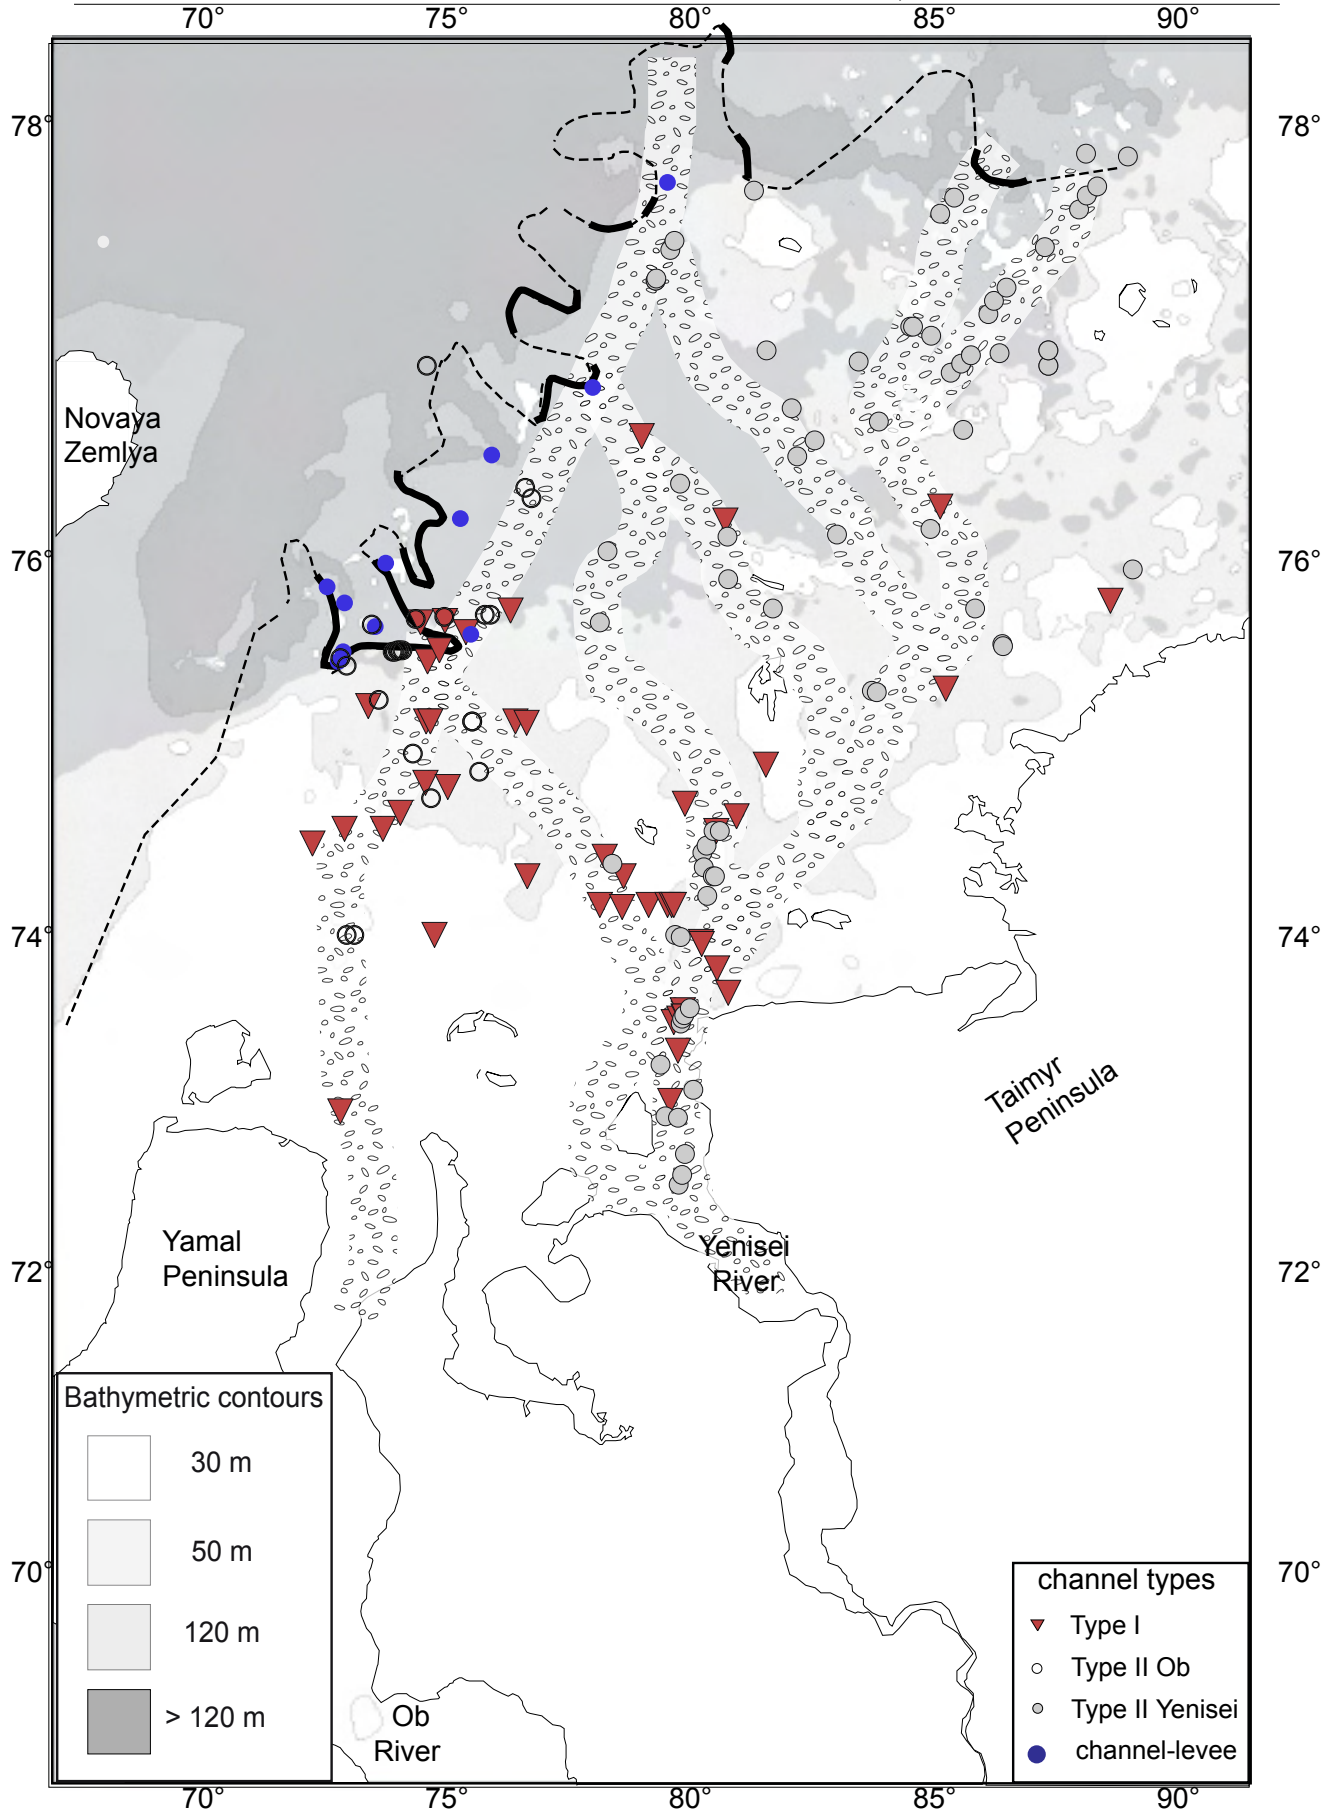 70° 75° 80° 85° 90°
78° 78°
Novaya
Zemlya
76° 76°
74° 74°
Taimyr
Peninsula
Yamal
Peninsula
Yenisei
River
72° 72°
Bathymetric contours
30 m
50 m
120 m
> 120 m
70° 70°
channel types
Type I
Type II Ob
Type II Yenisei
channel-levee
Ob
River
70° 75° 80° 85° 90°